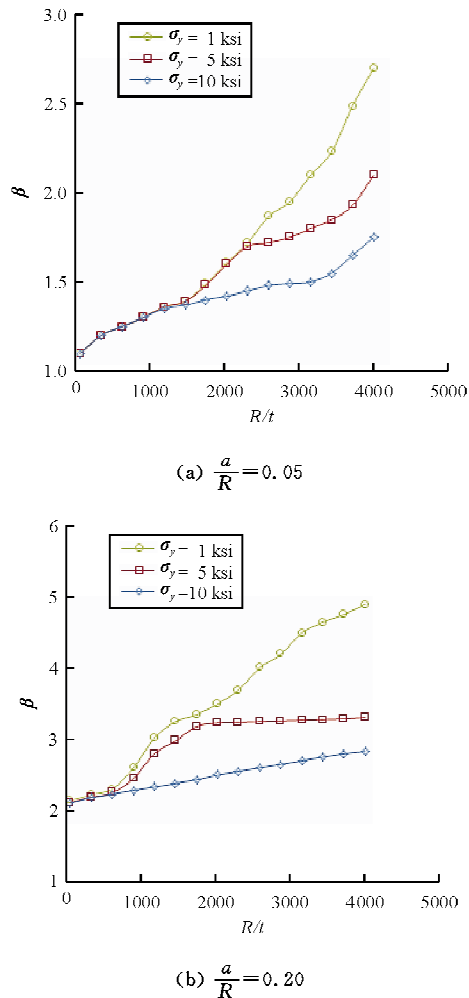 3.0
σy = 1 ksi
σy = 5 ksi
σy =10 ksi
2.5
β
2.0
1.5
1.0
0 1000 2000 3000 4000 5000
R/t
(a) a/R=0.05
6
σy = 1 ksi
σy = 5 ksi
σy =10 ksi
5
4
β
3
2
1
0 1000 2000 3000 4000 5000
R/t
(b) a/R=0.20